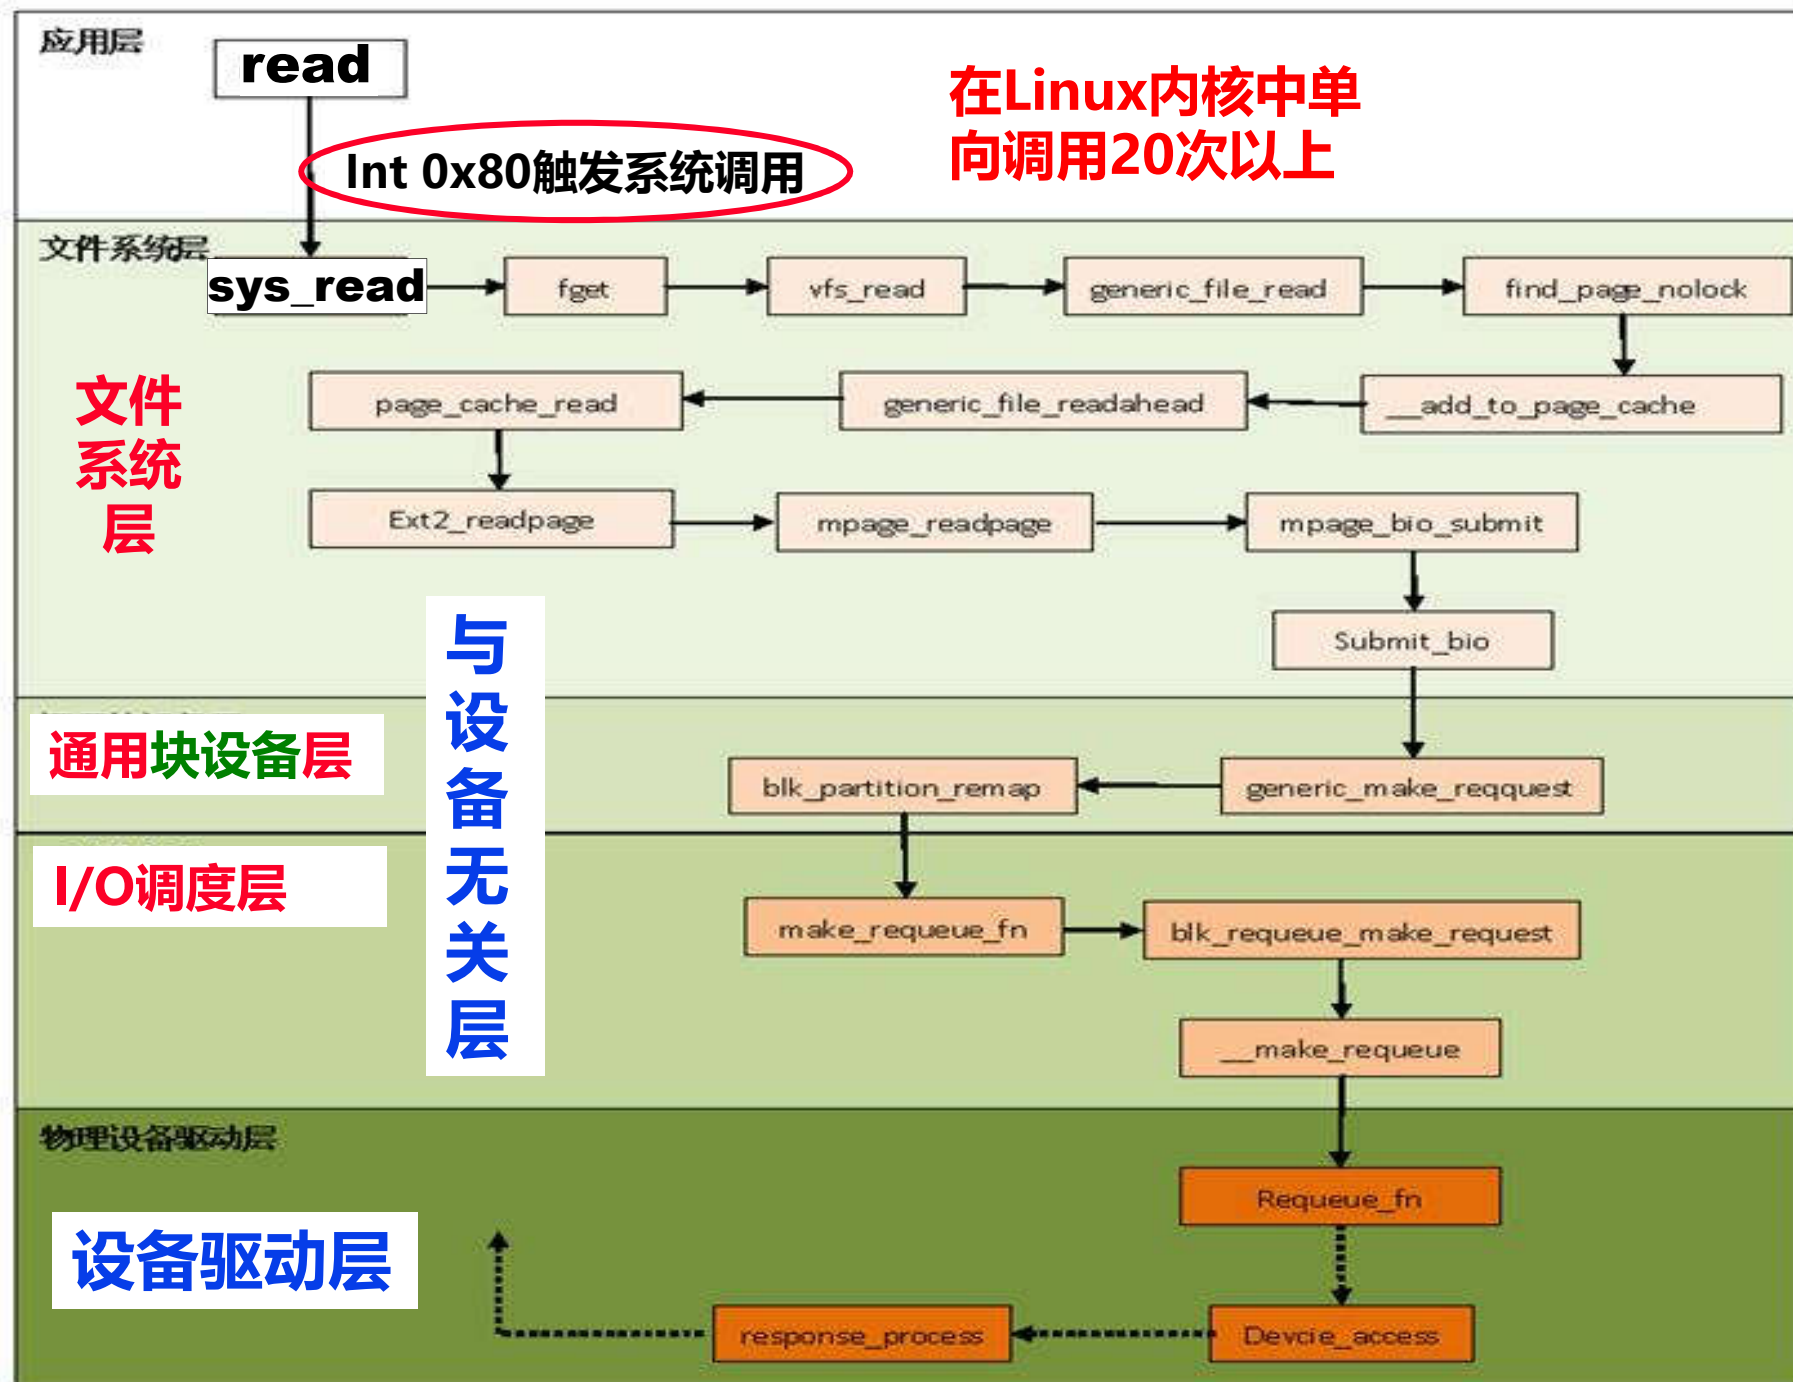 应用层
read
在Linux内核中单
向调用20次以上
Int 0x80触发系统调用
文件系统层
sys_read
fget
vfs_read
generic_file_read
find_page_nolock
文件
系统
层
page_cache_read
generic_file_readahead
__add_to_page_cache
Ext2_readpage
mpage_readpage
mpage_bio_submit
Submit_bio
与
设
备
无
关
层
通用块设备层
blk_partition_remap
generic_make_reqquest
I/O调度层
make_requeue_fn
blk_requeue_make_request
__make_requeue
物理设备驱动层
Requeue_fn
设备驱动层
response_process
Devcie_access